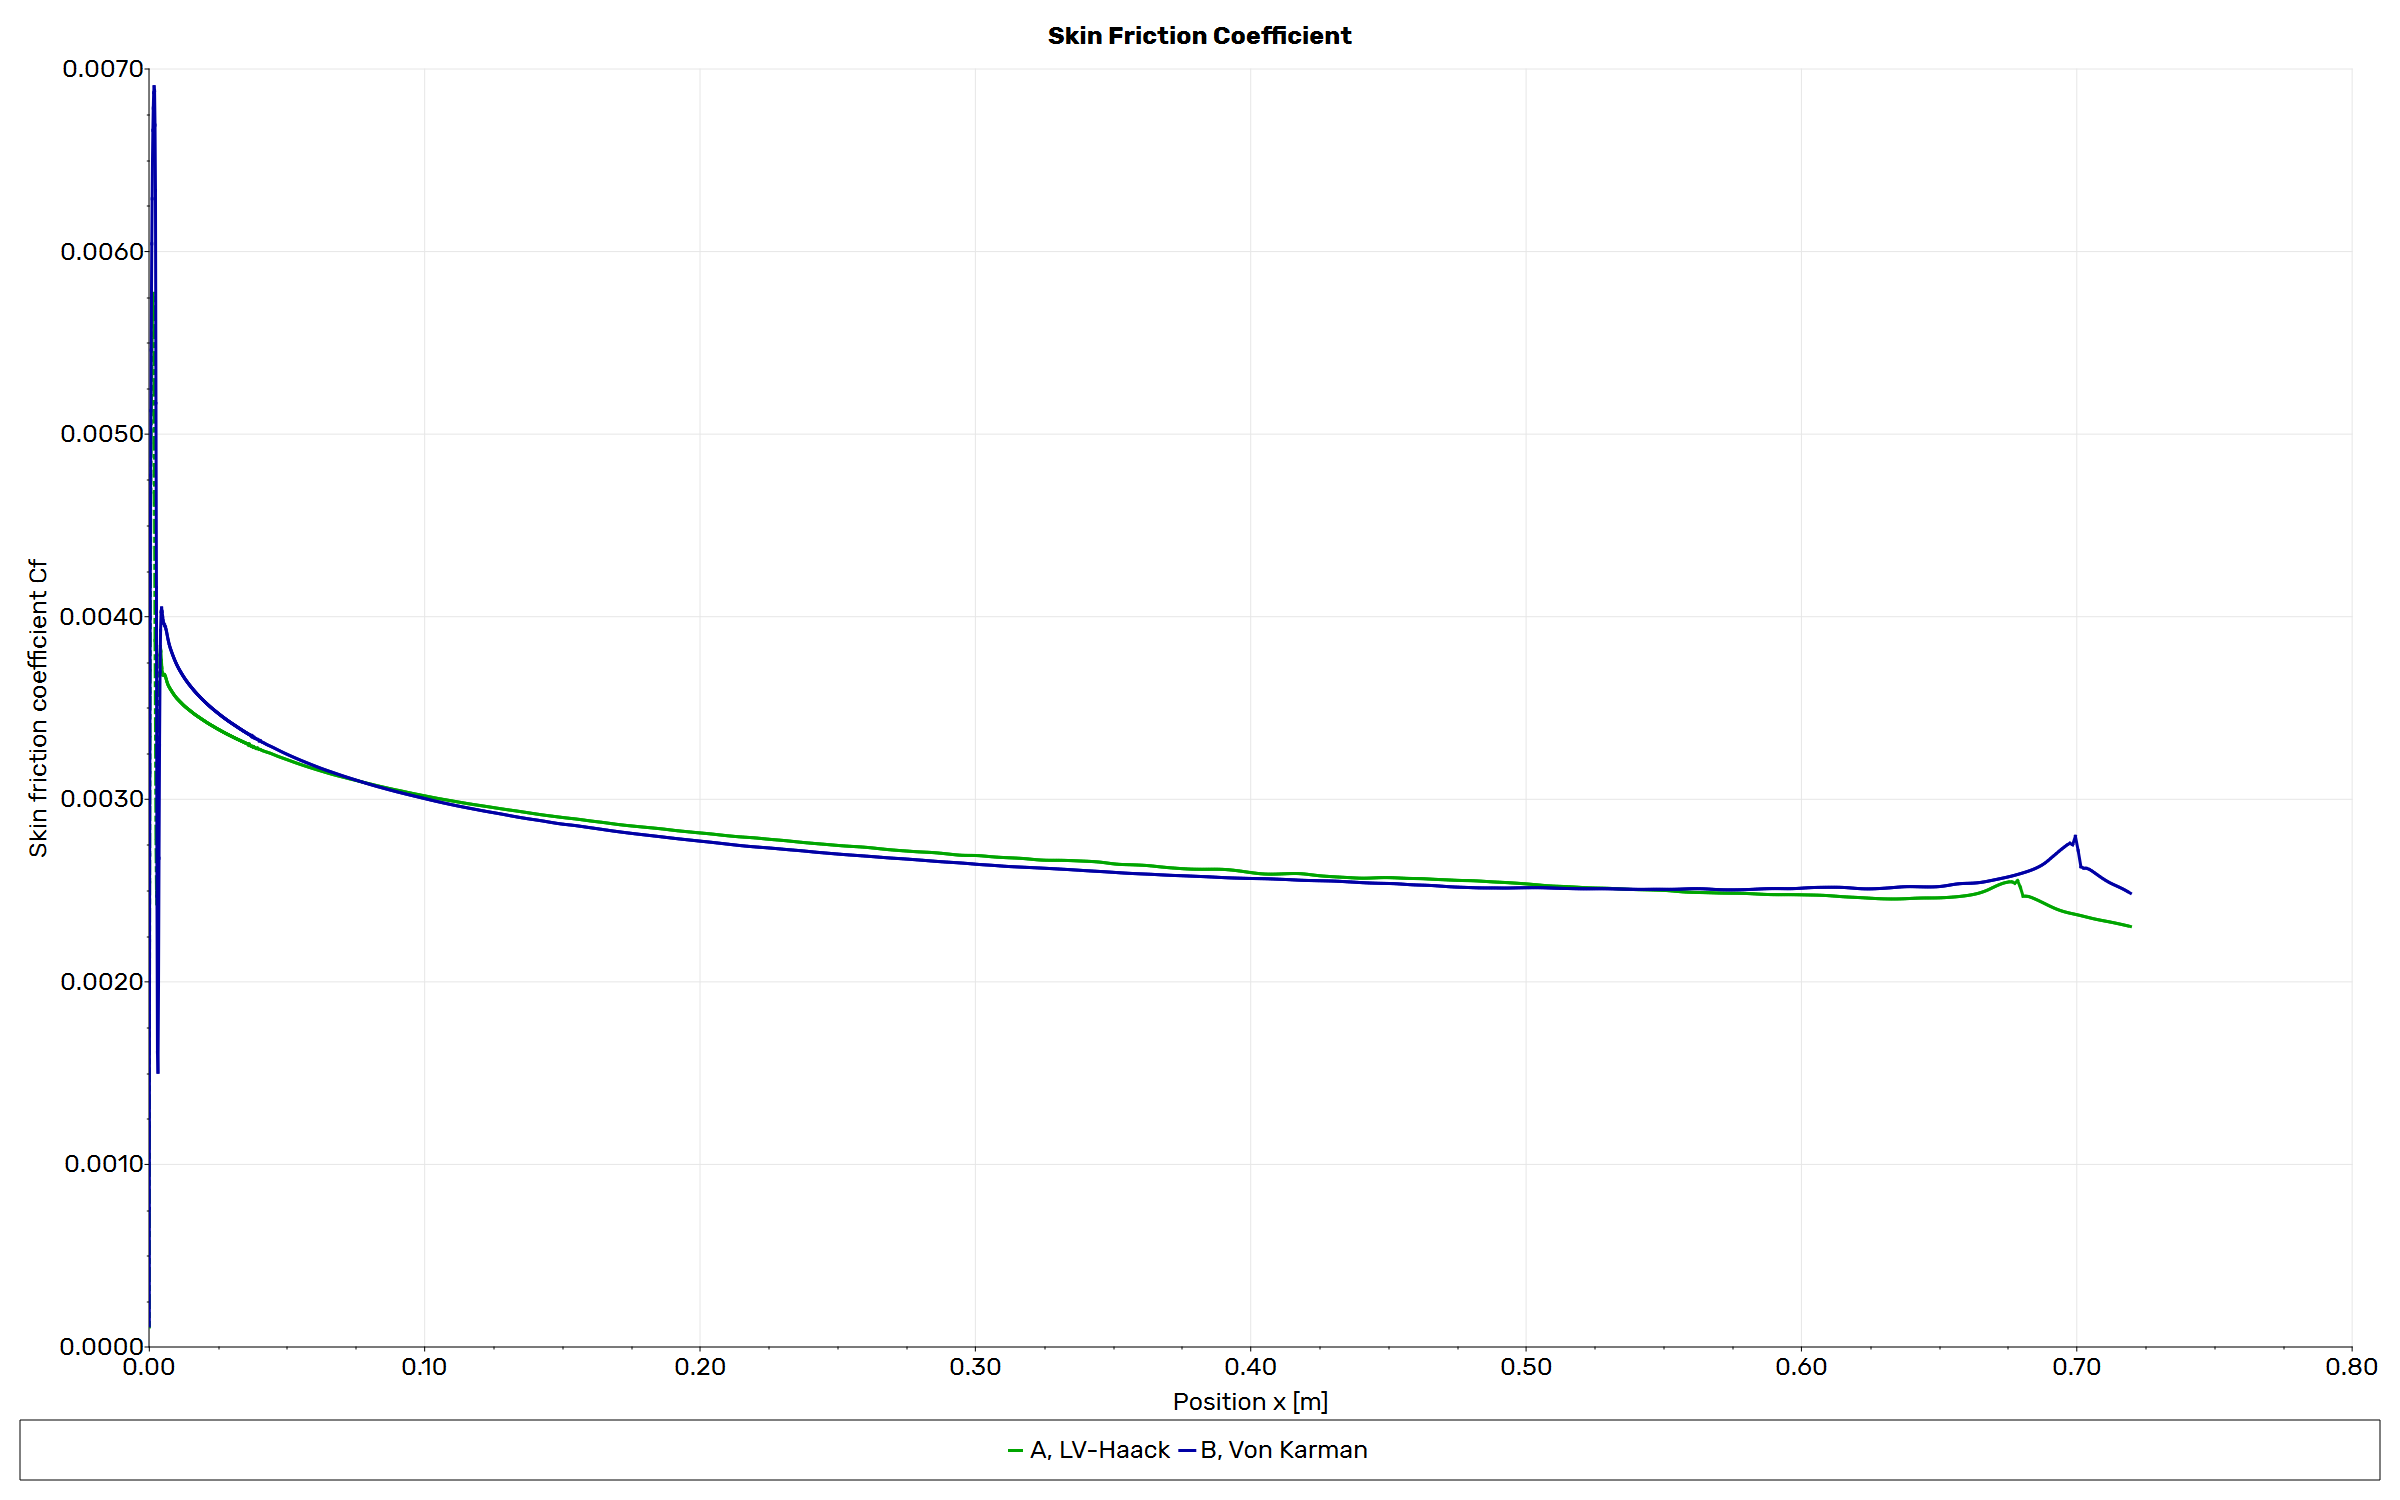 Skin Friction Coefficient
0.0070
0.0060
0.0050
0.0040
0.0030
0.0020
0.0010
0.0000
Skin friction coefficient Cf
0.00 0.10 0.20 0.30 0.40 0.50 0.60 0.70 0.80
Position x [m]
A, LV-Haack B, Von Karman